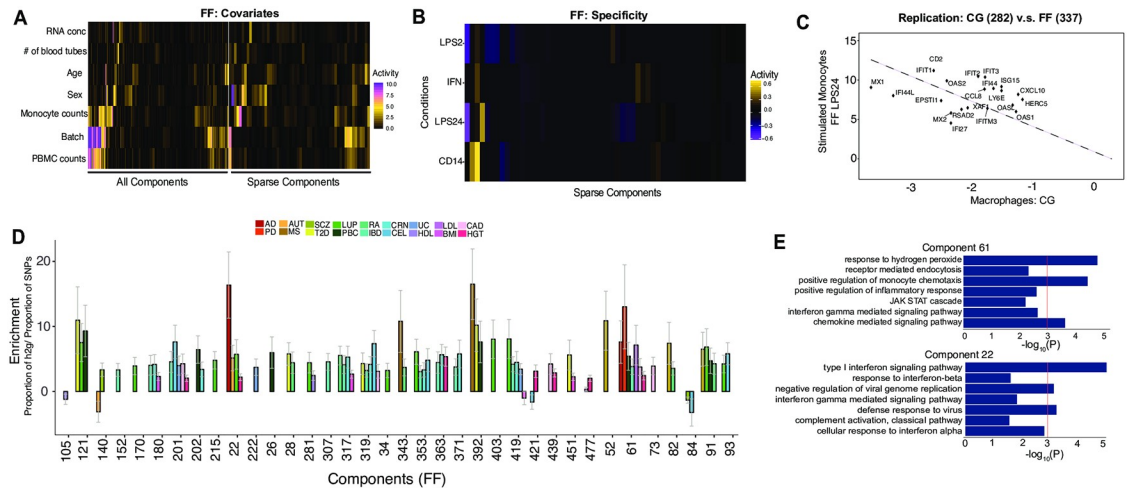 A
FF: Covariates
RNA conc
# of blood tubes
Age
Sex
Monocyte counts
Batch
PBMC counts
All Components
Sparse Components
Activity
10.0
7.5
5.0
2.5
0.0
B
FF: Specificity
Conditions
LPS2
IFN
LPS24
CD14
Sparse Components
Activity
0.6
0.3
0.0
-0.3
-0.6
C
Replication: CG (282) v.s. FF (337)
Stimulated Monocytes
FF LPS24
15
10
5
0
CD2
IFIT1
IFIT2
IFIT3
MX1
OAS2
IFI44
ISG15
IFI44L
CCL8
CXCL10
EPSTI1
LY6E
HERC5
XAF1
OASL
MX2
RSAD2
IFITM3
OAS1
IFI27
-3
-2
-1
0
Macrophages: CG
D
AD AUT SCZ LUP RA CRN UC LDL CAD
PD MS T2D PBC IBD CEL HDL BMI HGT
Enrichment
Proportion of h2g/ Proportion of SNPs
20
10
0
105 121 140 152 170 180 201 202 215 22 222 26 28 281 307 317 319 34 343 353 363 371 392 403 419 421 439 451 477 52 61 73 82 84 91 93
Components (FF)
E
Component 61
response to hydrogen peroxide
receptor mediated endocytosis
positive regulation of monocyte chemotaxis
positive regulation of inflammatory response
JAK STAT cascade
interferon gamma mediated signaling pathway
chemokine mediated signaling pathway
0 1 2 3 4 5
-log10(P)
Component 22
type I interferon signaling pathway
response to interferon-beta
negative regulation of viral genome replication
interferon gamma mediated signaling pathway
defense response to virus
complement activation, classical pathway
cellular response to interferon alpha
0 1 2 3 4 5
-log10(P)